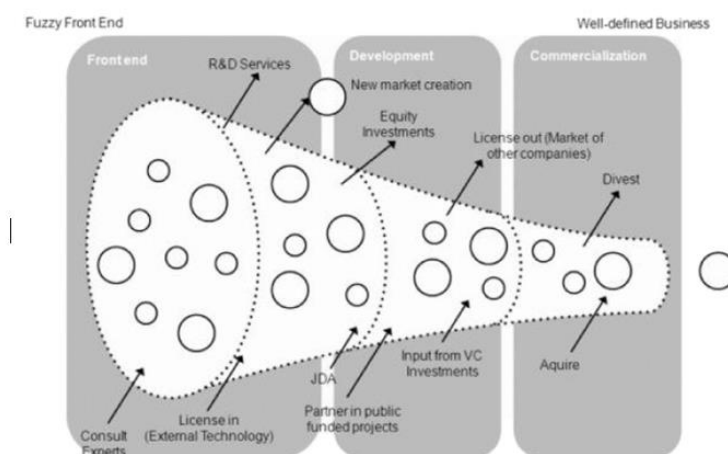 Fuzzy Front End
Well-defined Business
Front end
Development
Commercialization
R&D Services
New market creation
Equity
Investments
License out (Market of
other companies)
Divest
JDA
Input from VC
Investments
Aquire
Partner in public
funded projects
License in
(External Technology)
Consult
Experts